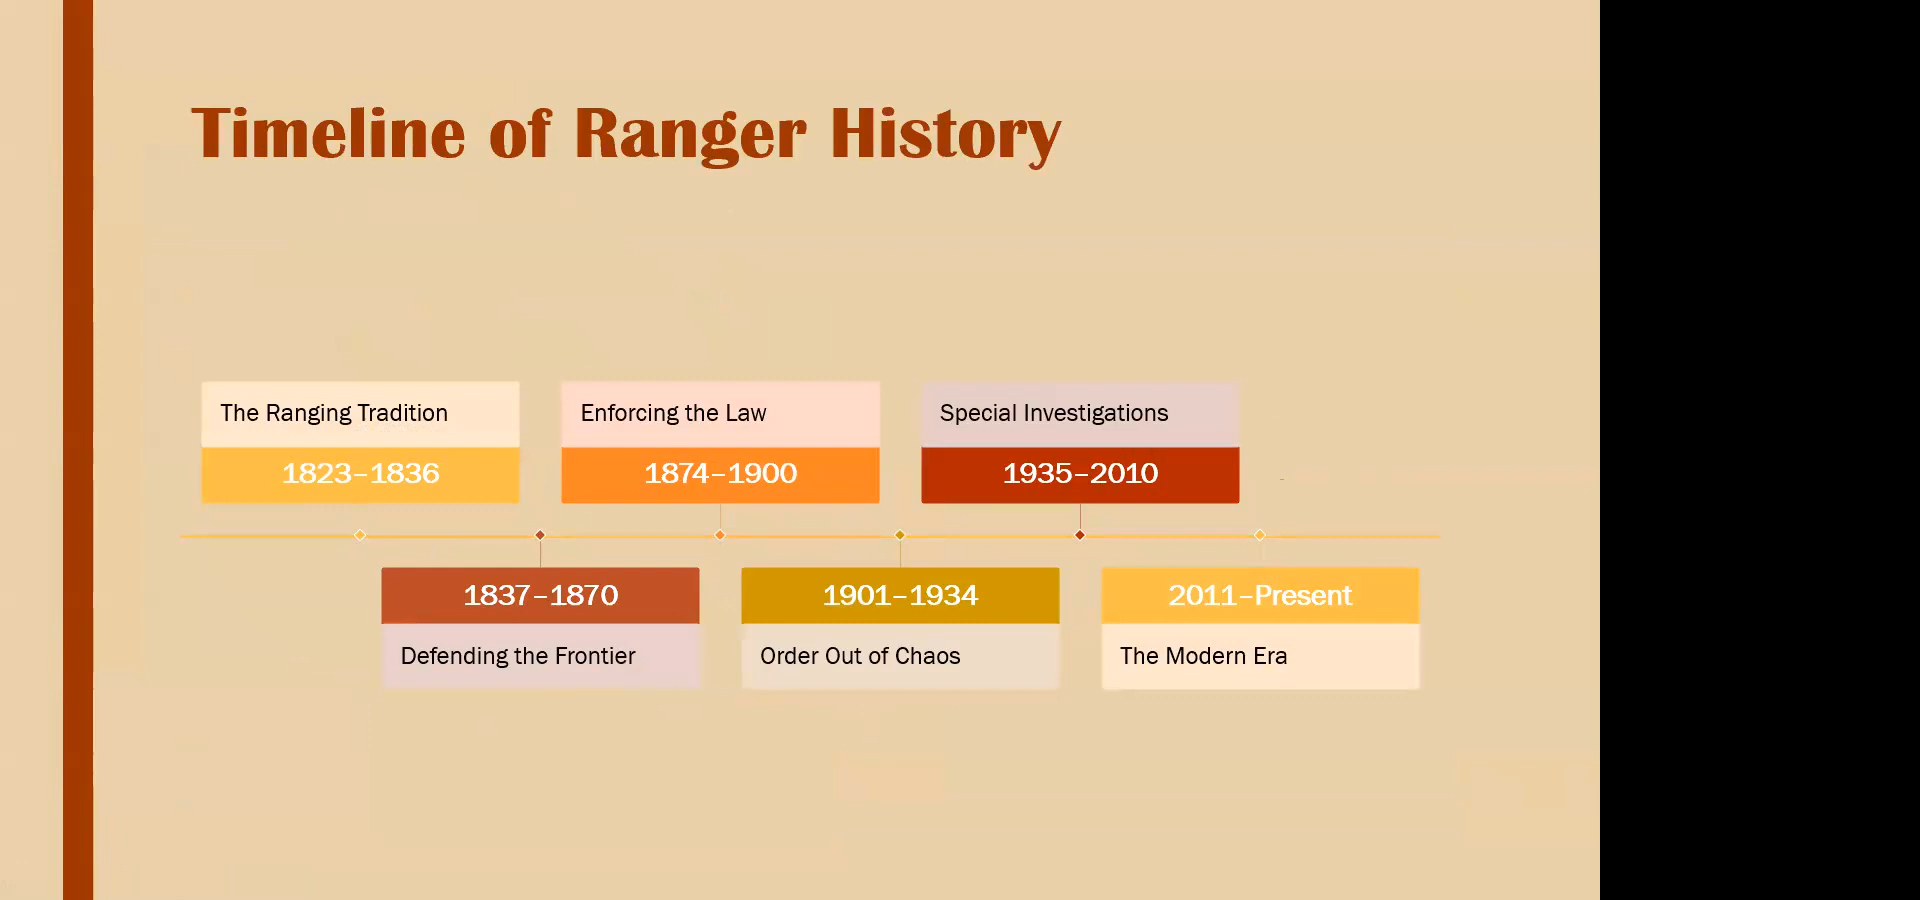 Timeline of Ranger History
The Ranging Tradition
1823–1836
1837–1870
Defending the Frontier
Enforcing the Law
1874–1900
1901–1934
Order Out of Chaos
Special Investigations
1935–2010
2011–Present
The Modern Era